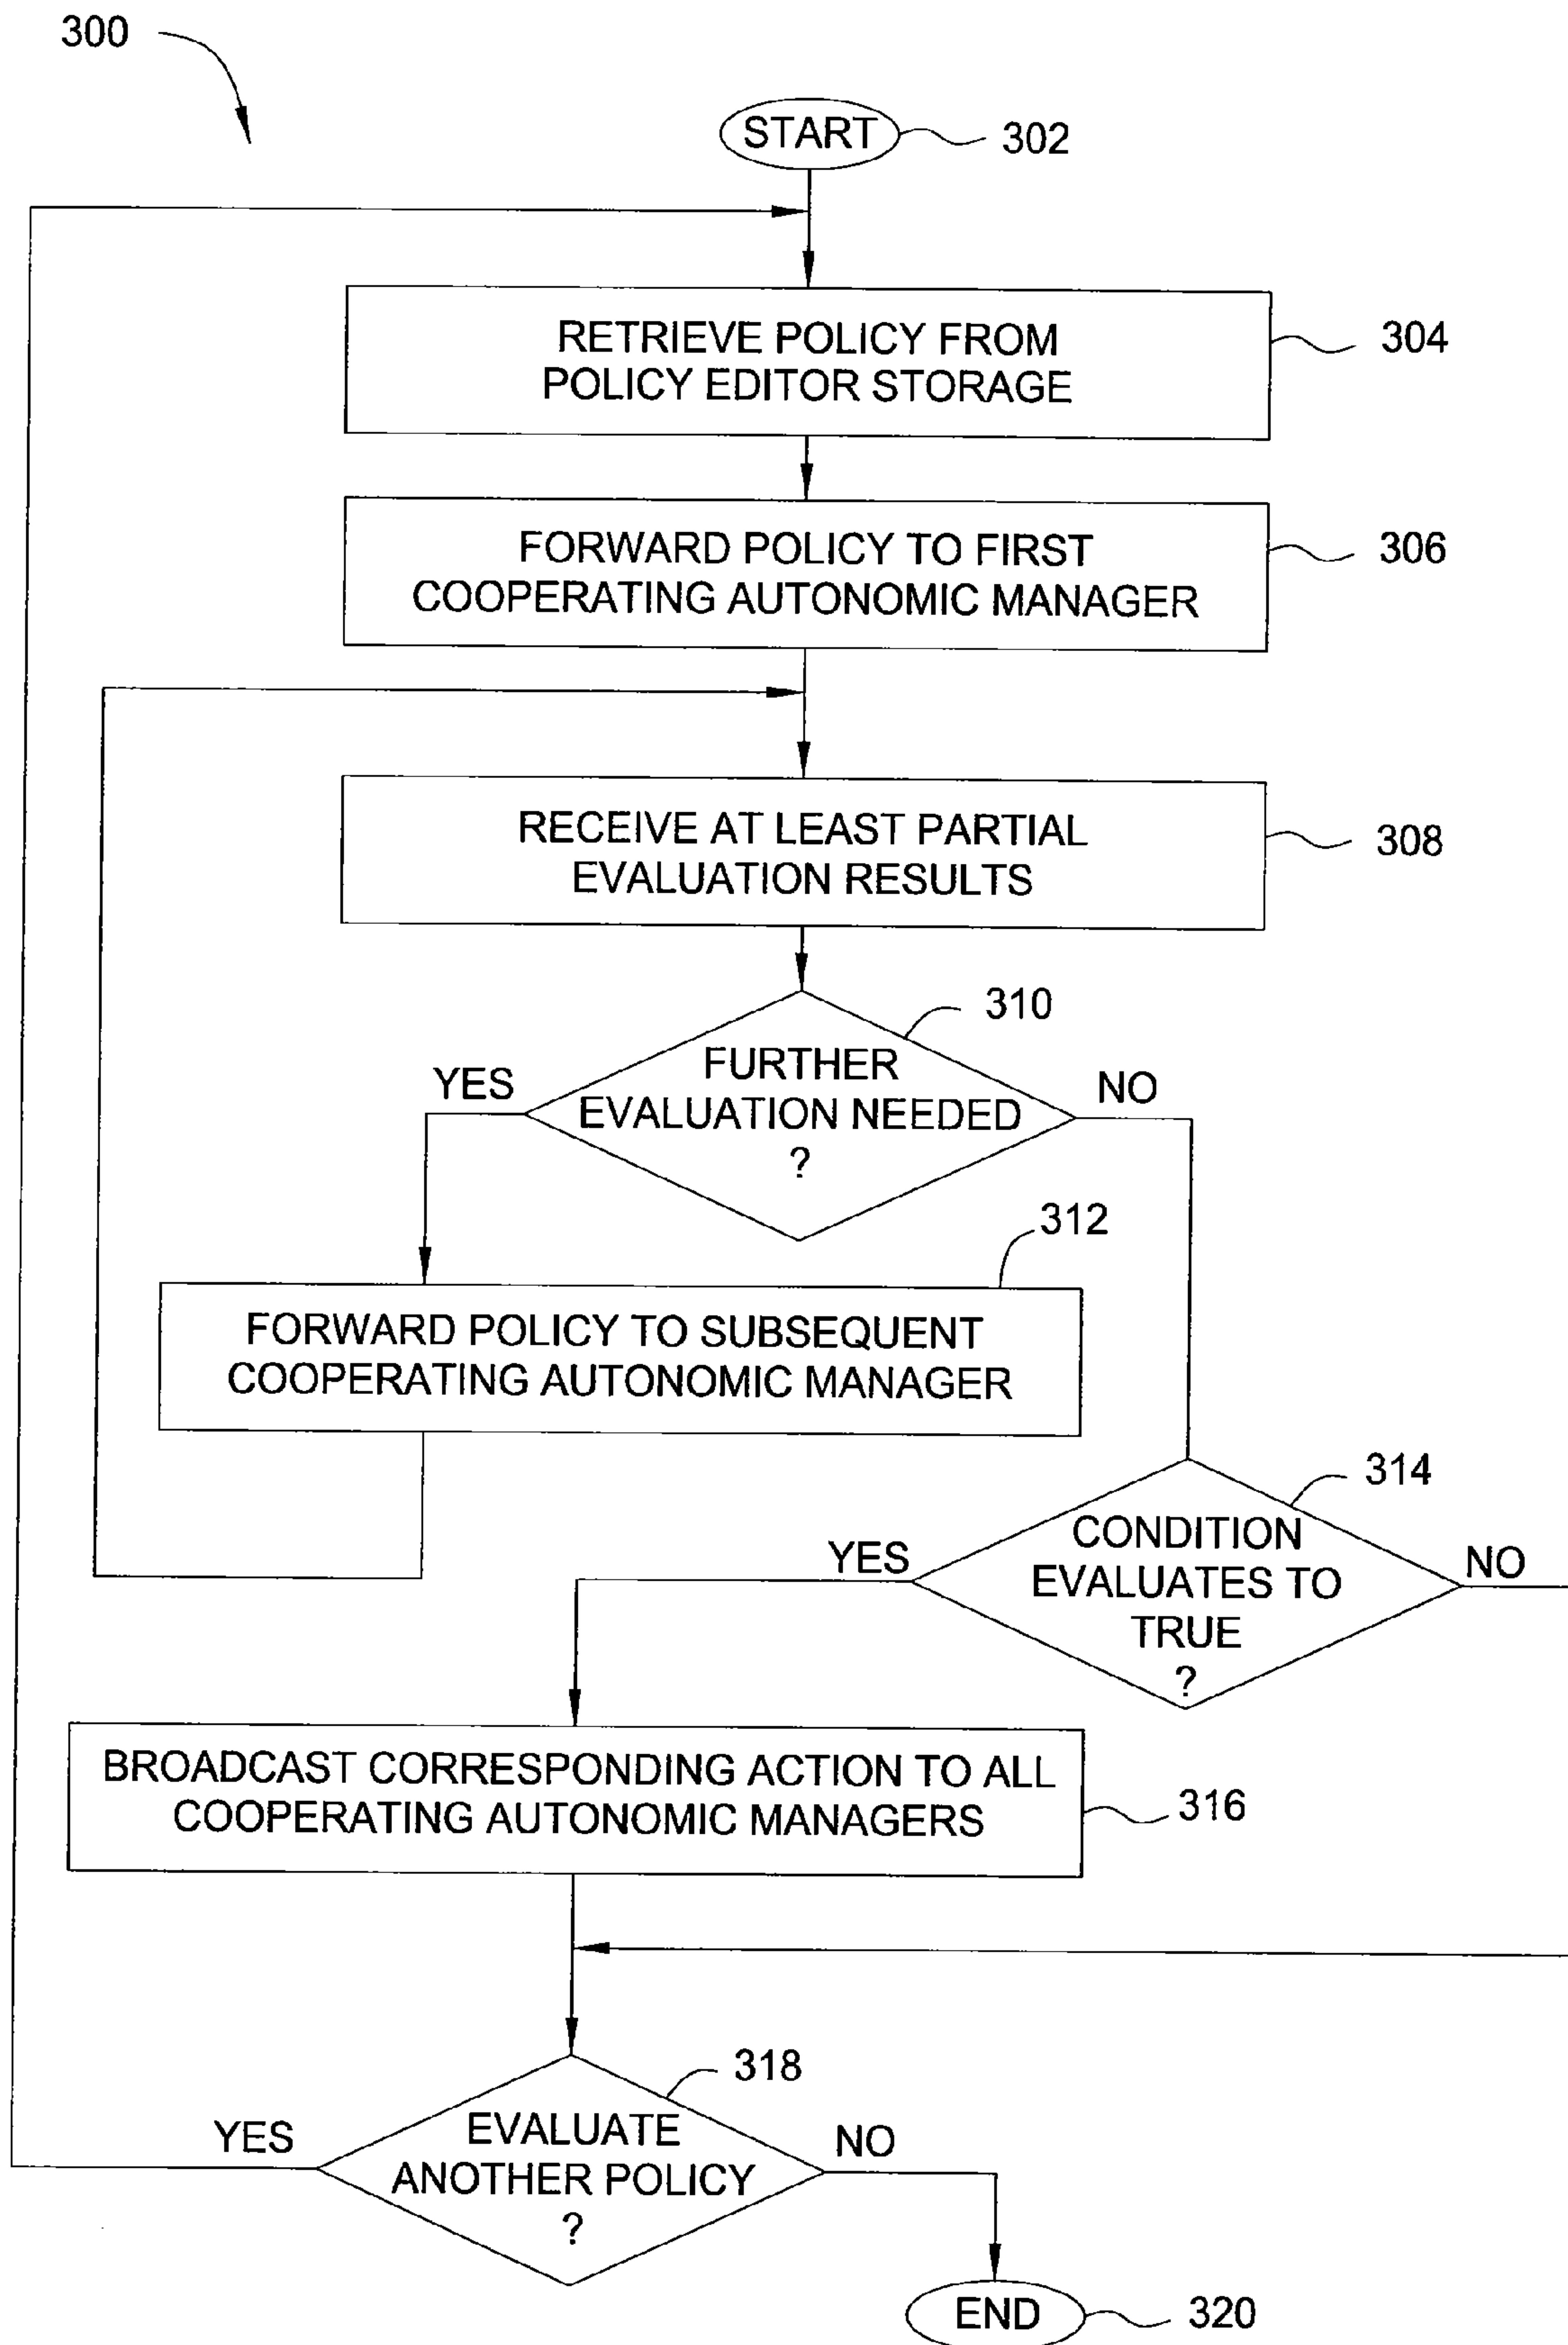 300
START
302
RETRIEVE POLICY FROM
POLICY EDITOR STORAGE
304
FORWARD POLICY TO FIRST
COOPERATING AUTONOMIC MANAGER
306
RECEIVE AT LEAST PARTIAL
EVALUATION RESULTS
308
310
FURTHER
EVALUATION NEEDED
?
YES
NO
312
FORWARD POLICY TO SUBSEQUENT
COOPERATING AUTONOMIC MANAGER
314
CONDITION
EVALUATES TO
TRUE
?
YES
NO
BROADCAST CORRESPONDING ACTION TO ALL
COOPERATING AUTONOMIC MANAGERS
316
318
EVALUATE
ANOTHER POLICY
?
YES
NO
END
320